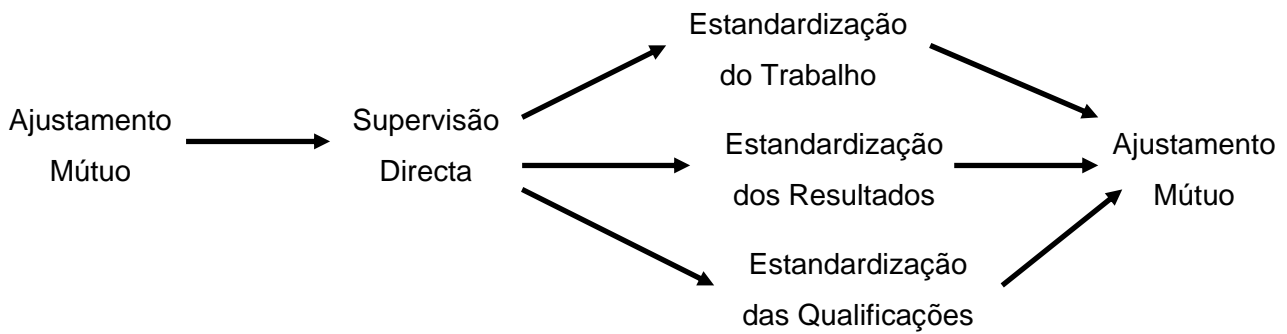 Ajustamento
Mútuo
Supervisão
Directa
Estandardização
do Trabalho
Estandardização
dos Resultados
Estandardização
das Qualificações
Ajustamento
Mútuo